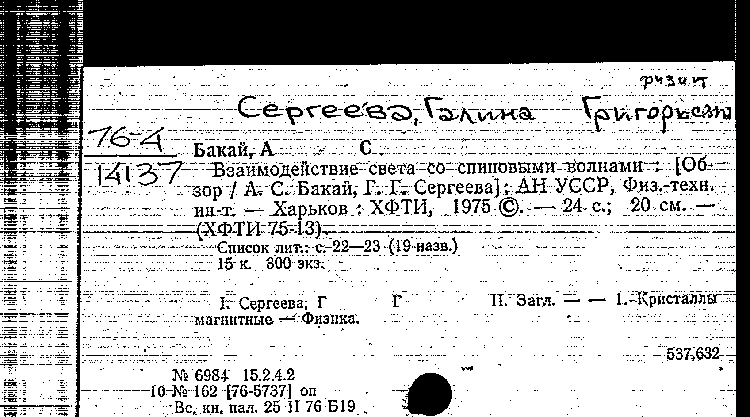 физик
Сергеева, Галина Григорьевн
76-4
14137
Бакай, А С.
Взаимодействие света со спиновыми волнами : [Об-
зор / А. С. Бакай, Г. Г. Сергеева] ; АН УССР, Физ.-техн.
ин-т. — Харьков : ХФТИ, 1975 ©. — 24 с.; 20 см. —
(ХФТИ 75-13).
Список лит.: с. 22—23 (19 назв.)
15 к. 300 экз.
I. Сергеева, Г Г II. Загл. — — 1. Кристаллы
магнитные — Физика.
537.632
№ 6984 15.2.4.2
10 № 162 [76-5737] оп
Вс. кн. пал. 25 II 76 Б19